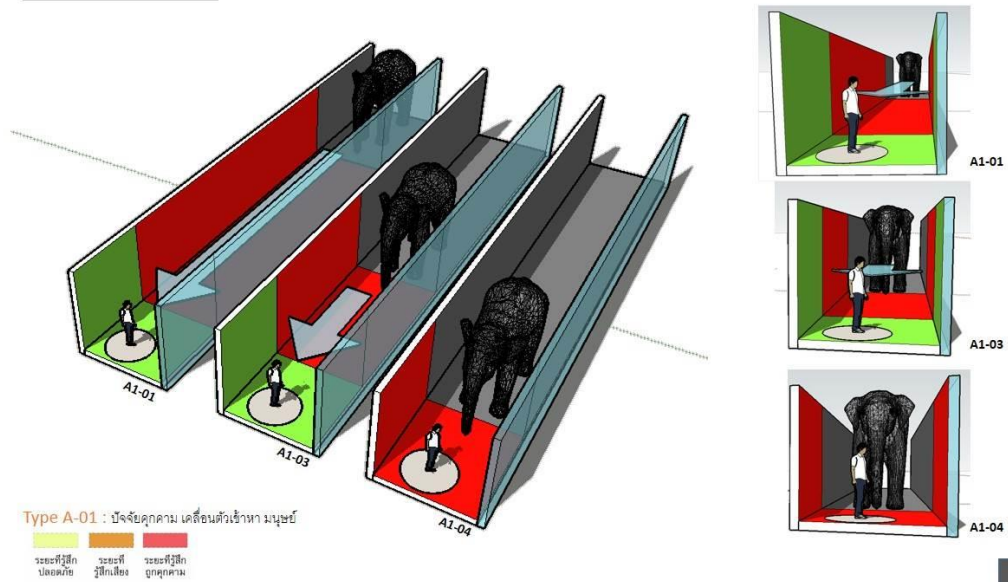 A1-01
A1-03
A1-04
A1-01
A1-03
A1-04
Type A-01 : ปัจจัยคุกคาม เคลื่อนตัวเข้าหา มนุษย์
ระยะที่รู้สึก
ปลอดภัย
ระยะที่
รู้สึกเสี่ยง
ระยะที่รู้สึก
ถูกคุกคาม